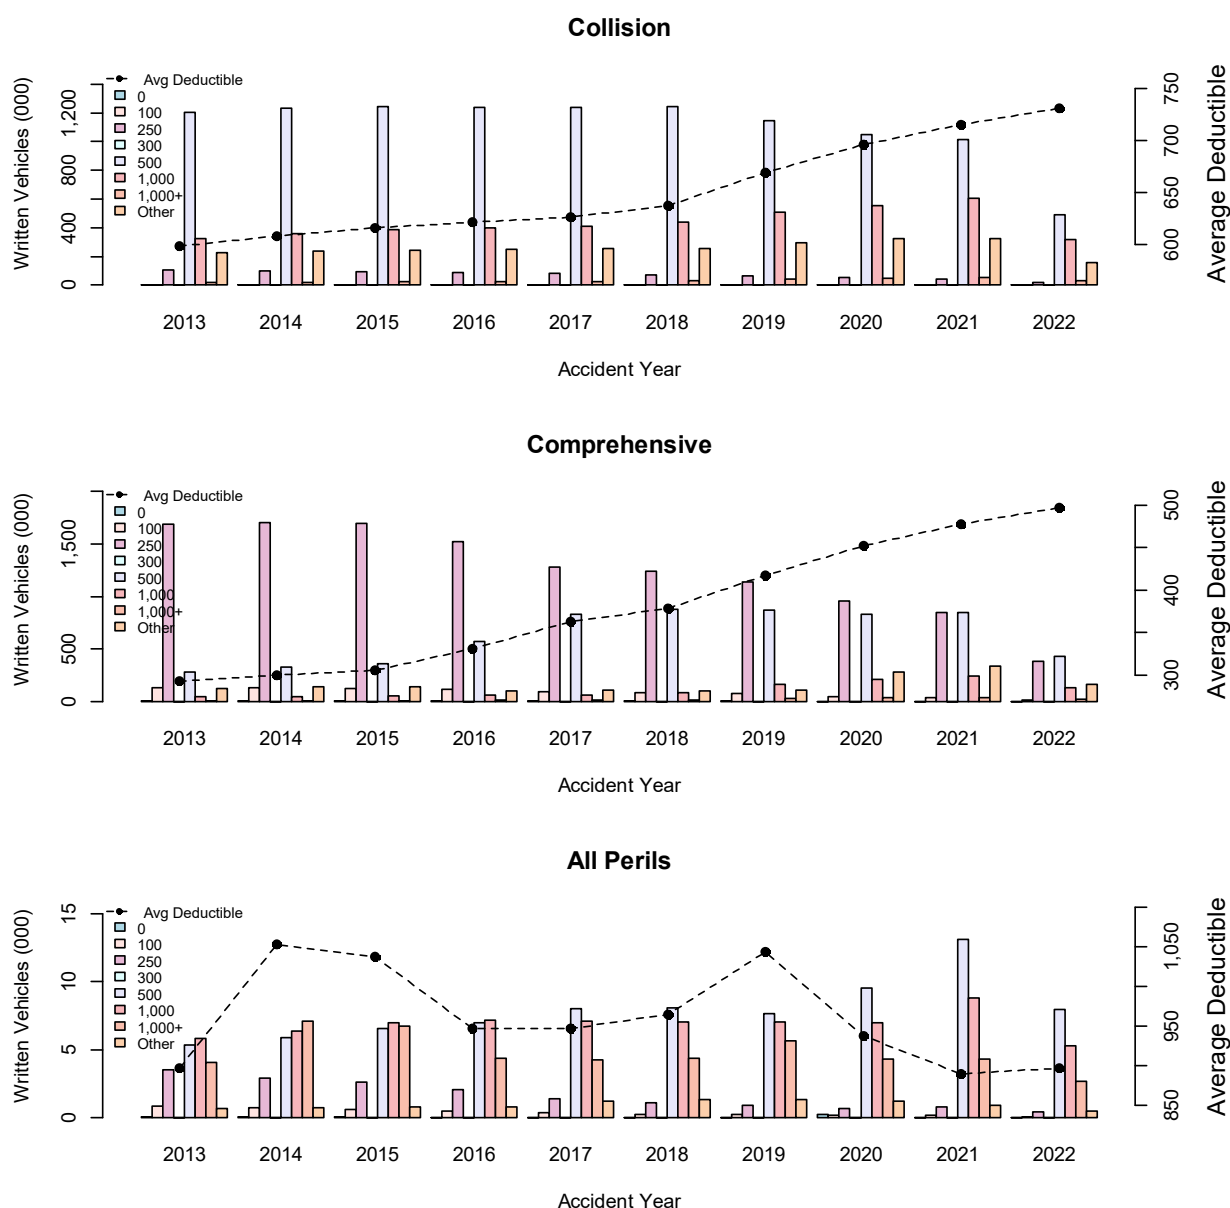 Collision
Written Vehicles (000)
1,200
800
400
0
Avg Deductible
0
100
250
300
500
1,000
1,000+
Other
750
700
650
600
Average Deductible
2013 2014 2015 2016 2017 2018 2019 2020 2021 2022
Accident Year
Comprehensive
Written Vehicles (000)
1,500
500
0
Avg Deductible
0
100
250
300
500
1,000
1,000+
Other
500
400
300
Average Deductible
2013 2014 2015 2016 2017 2018 2019 2020 2021 2022
Accident Year
All Perils
Written Vehicles (000)
15
10
5
0
Avg Deductible
0
100
250
300
500
1,000
1,000+
Other
1,050
950
850
Average Deductible
2013 2014 2015 2016 2017 2018 2019 2020 2021 2022
Accident Year